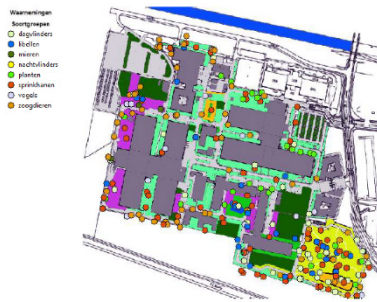 Waarnemingen
Soortgroepen
dagvlinders
libellen
mieren
nachtvlinders
planten
sprinkhanen
vogels
zoogdieren